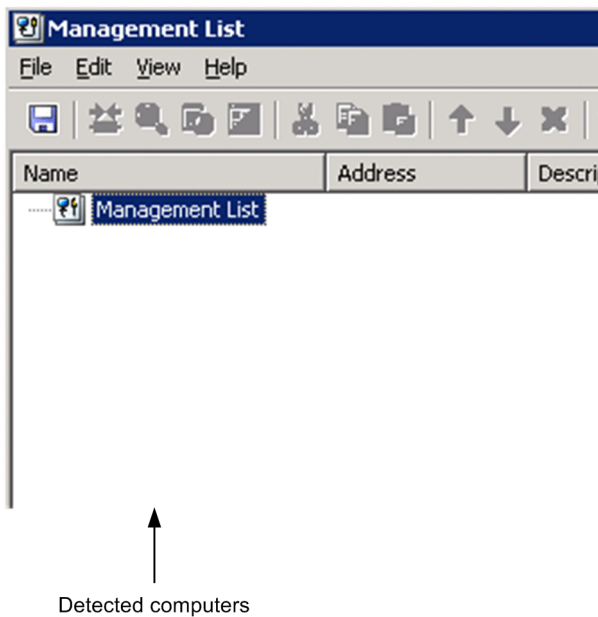 Management List
File Edit View Help
Name Address Descri
Management List
Detected computers